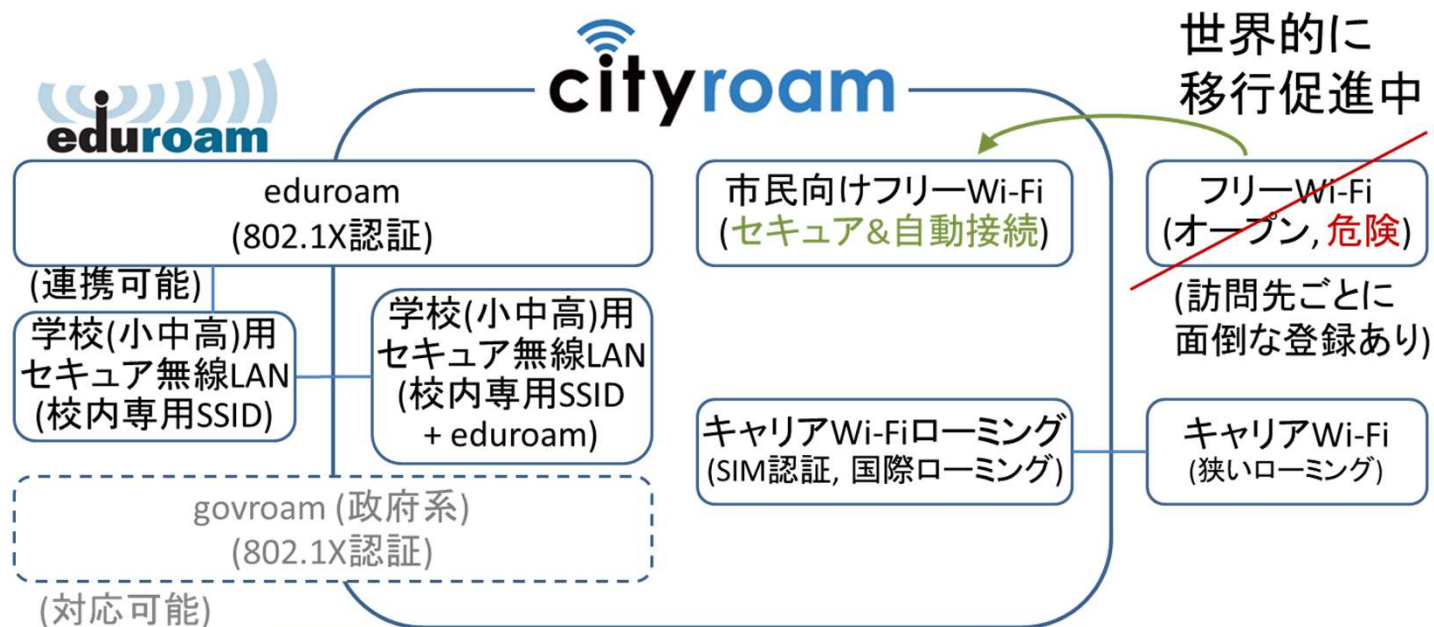 cityroam
世界的に
移行促進中
eduroam
eduroam
(802.1X認証)
市民向けフリーWi-Fi
(セキュア&自動接続)
フリーWi-Fi
(オープン, 危険)
(連携可能)
(訪問先ごとに
面倒な登録あり)
学校(小中高)用
セキュア無線LAN
(校内専用SSID)
学校(小中高)用
セキュア無線LAN
(校内専用SSID
+ eduroam)
キャリアWi-Fiローミング
(SIM認証, 国際ローミング)
キャリアWi-Fi
(狭いローミング)
govroam (政府系)
(802.1X認証)
(対応可能)